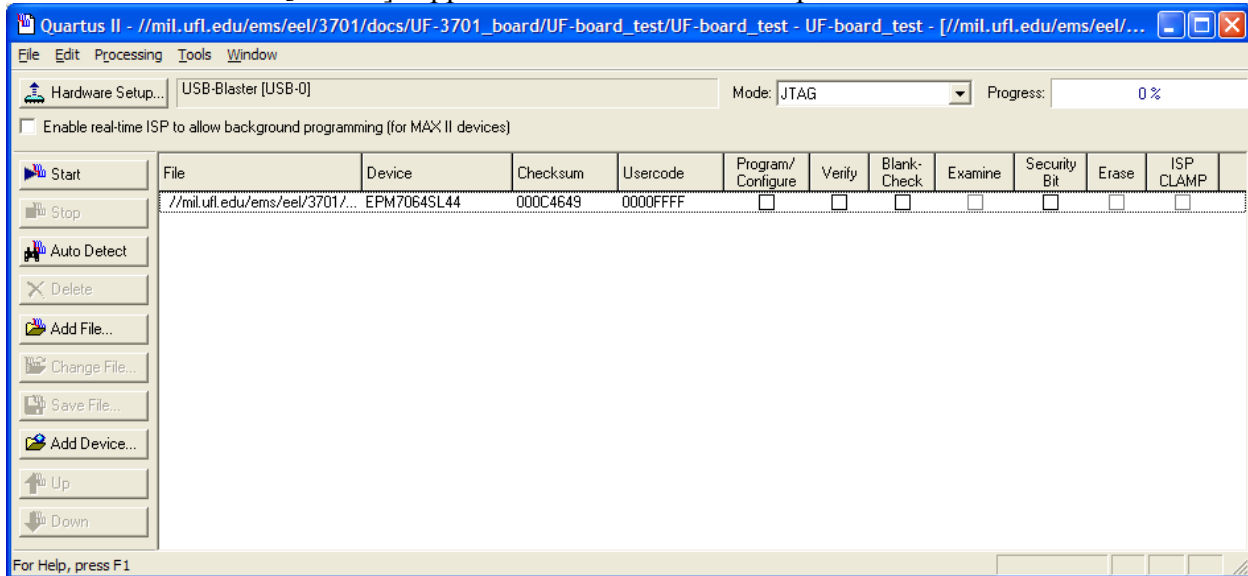 Quartus II - //mil.ufl.edu/ems/eel/3701/docs/UF-3701_board/UF-board_test/UF-board_test - UF-board_test - [//mil.ufl.edu/ems/eel/...
File Edit Processing Tools Window
Hardware Setup... USB-Blaster [USB-0] Mode: JTAG Progress: 0 %
Enable real-time ISP to allow background programming (for MAX II devices)
Start
Stop
Auto Detect
Delete
Add File...
Change File...
Save File...
Add Device...
Up
Down
File Device Checksum Usercode Program/ Configure Verify Blank- Check Examine Security Bit Erase ISP CLAMP
//mil.ufl.edu/ems/eel/3701/... EPM7064SL44 000C4649 0000FFFF
For Help, press F1